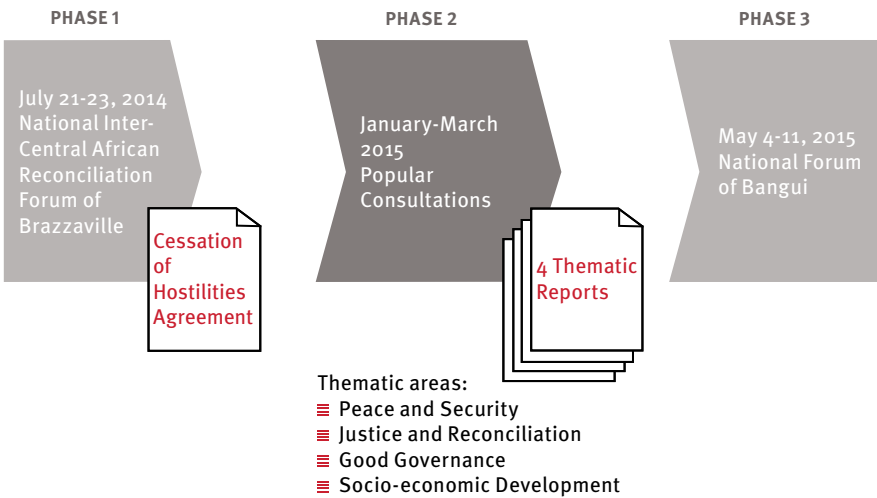 PHASE 1
July 21-23, 2014
National Inter-
Central African
Reconciliation
Forum of
Brazzaville
Cessation
of
Hostilities
Agreement
PHASE 2
January-March
2015
Popular
Consultations
4 Thematic
Reports
Thematic areas:
Peace and Security
Justice and Reconciliation
Good Governance
Socio-economic Development
PHASE 3
May 4-11, 2015
National Forum
of Bangui